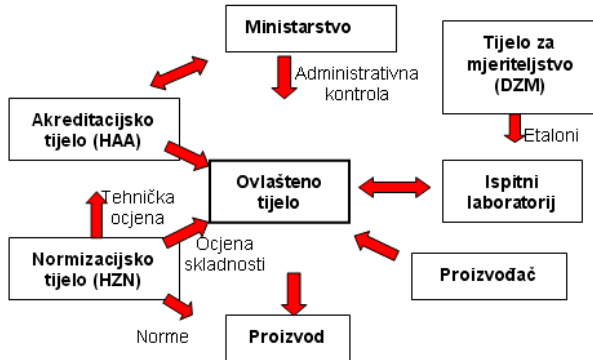 Ministarstvo
Tijelo za
mjeriteljstvo
(DZM)
Administrativna
kontrola
Akreditacijsko
tijelo (HAA)
Etaloni
Ovlašteno
tijelo
Ispitni
laboratorij
Tehnička
ocjena
Normizacijsko
tijelo (HZN)
Ocjena
skladnosti
Proizvođač
Norme
Proizvod